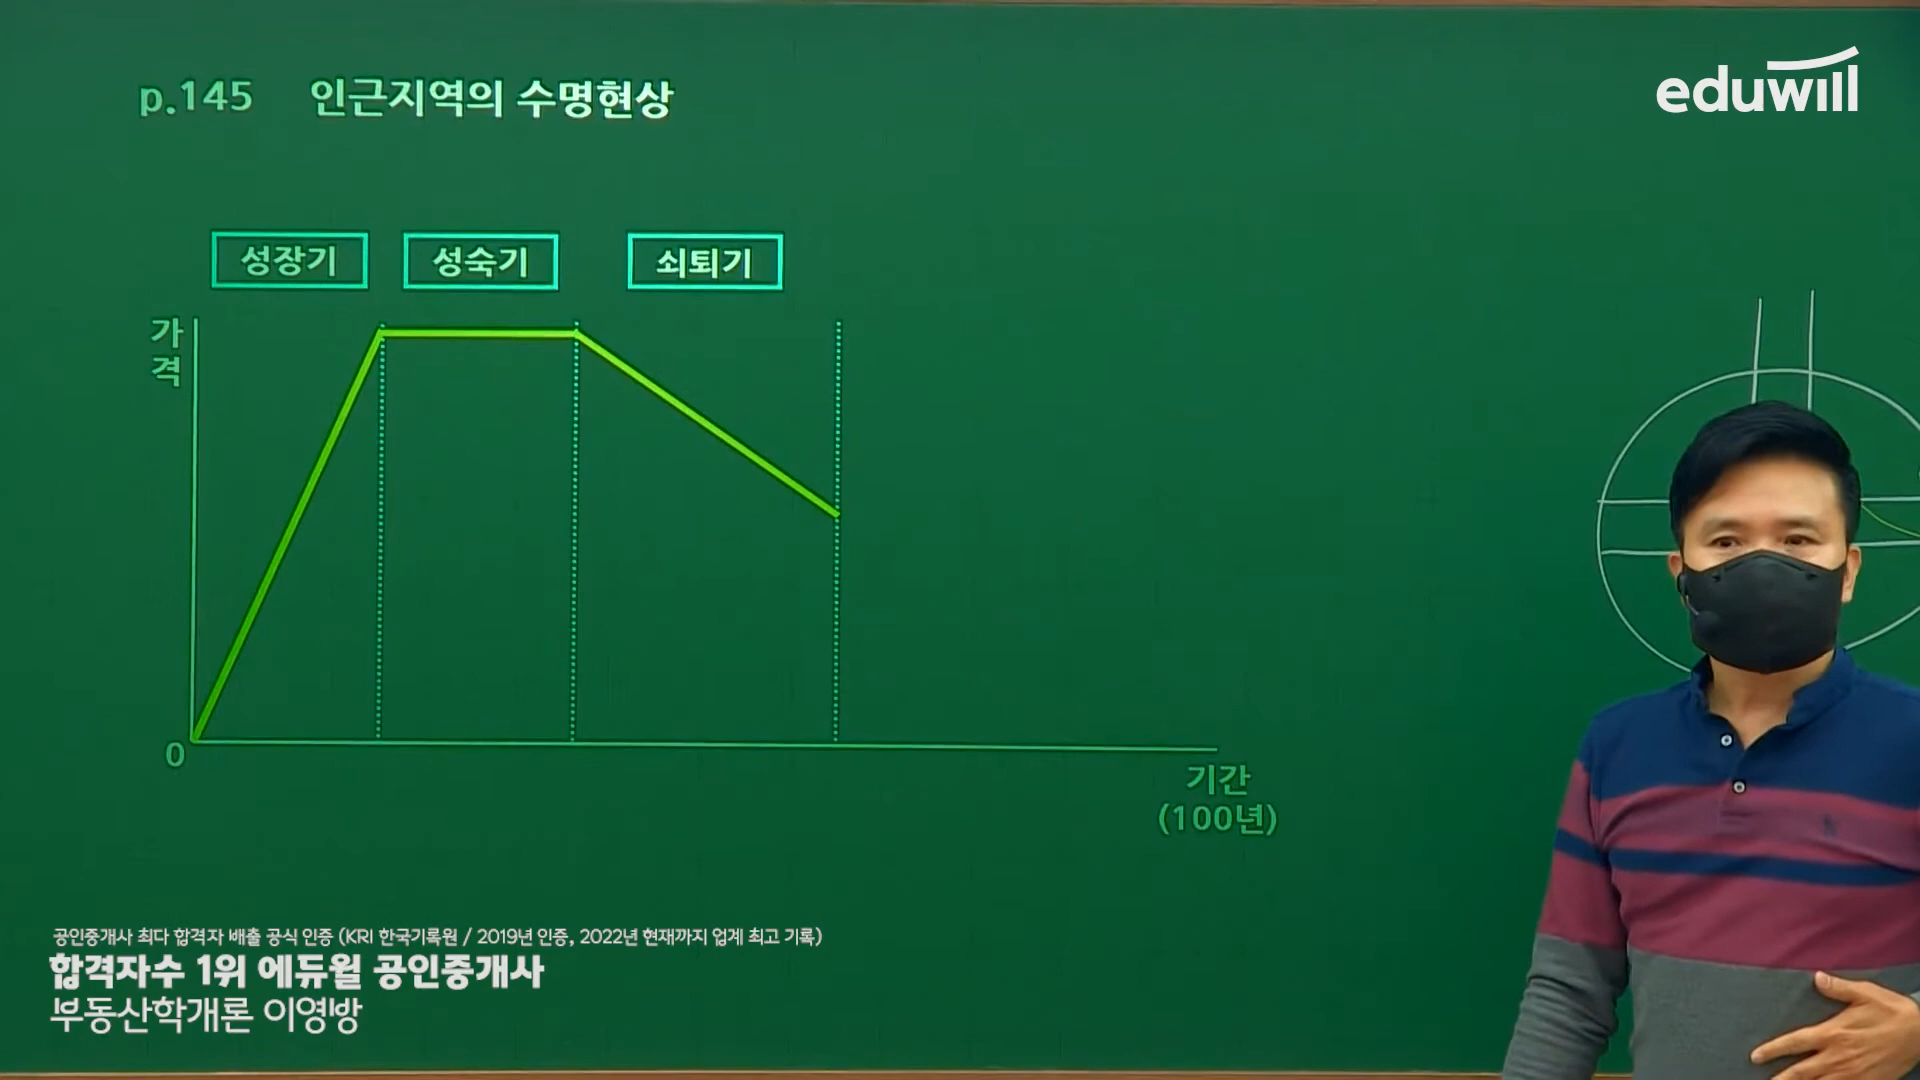 p.145 인근지역의 수명현상
eduwill
성장기 성숙기 쇠퇴기
가격
0
기간
(100년)
공인중개사 최다 합격자 배출 공식 인증 (KRI 한국기록원 / 2019년 인증, 2022년 현재까지 업계 최고 기록)
합격자수 1위 에듀윌 공인중개사
부동산학개론 이영방